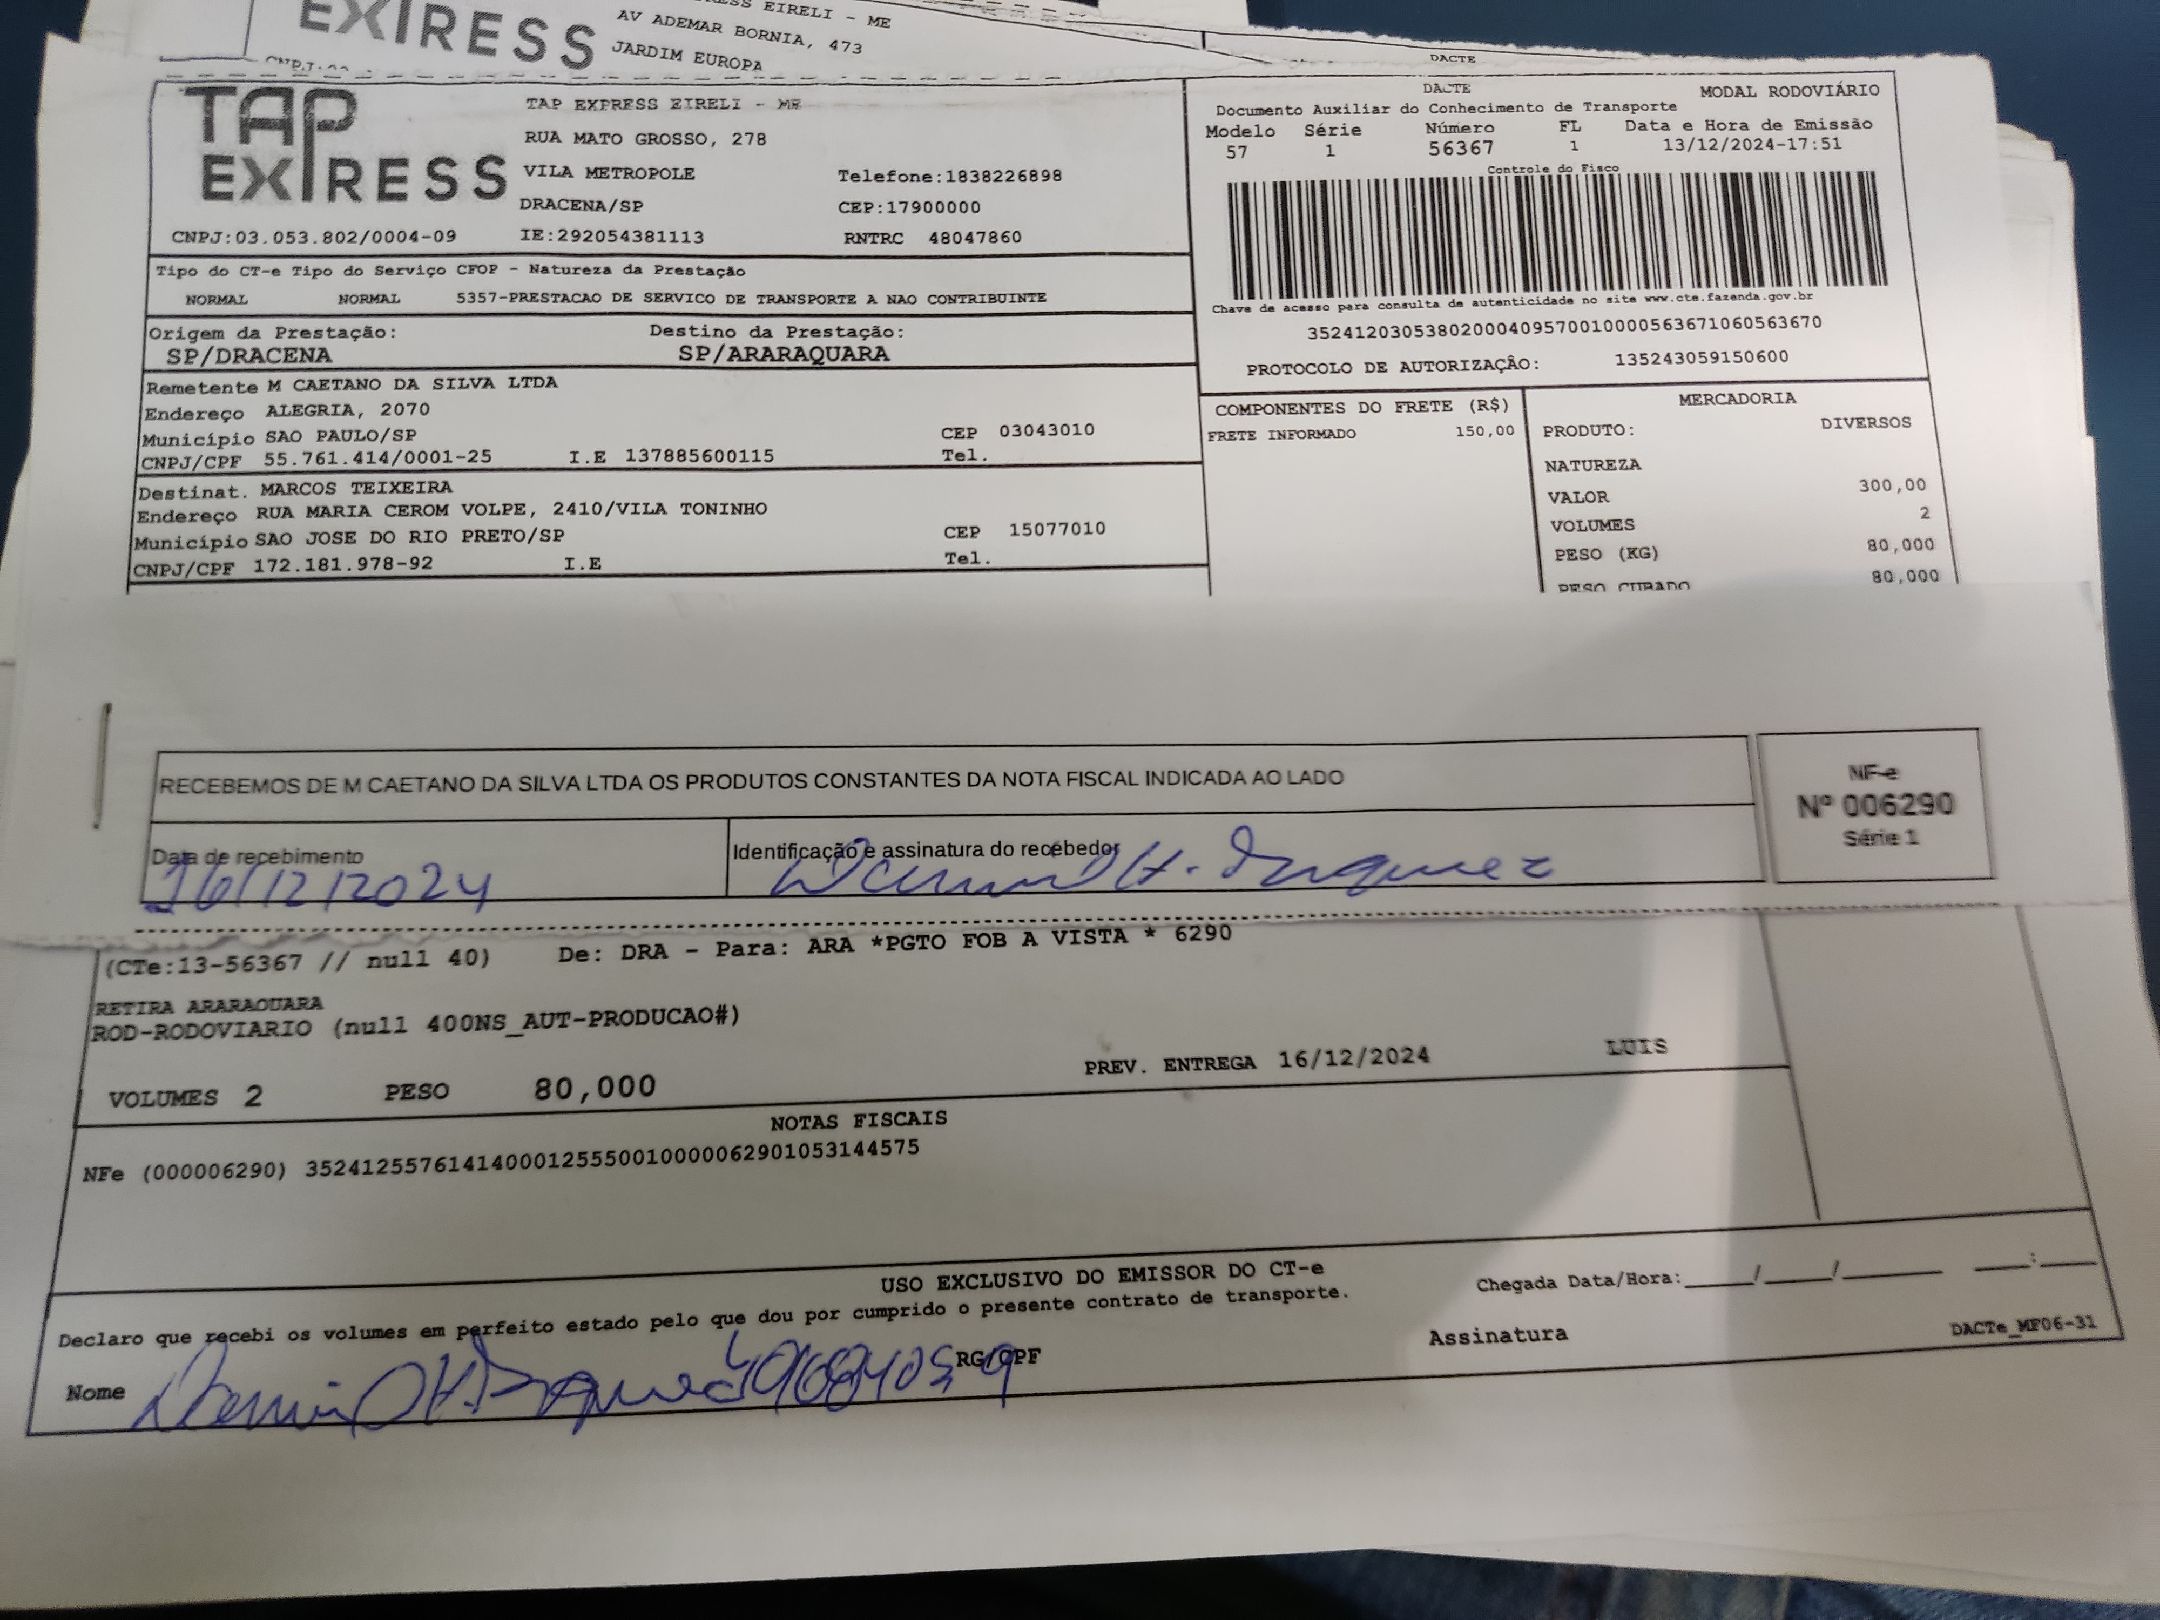 EXPRESS
ESS EIRELI - ME
AV ADEMAR BORNIA, 473
JARDIM EUROPA
DACTE
TAP EXPRESS
TAP EXPRESS EIRELI - ME
RUA MATO GROSSO, 278
VILA METROPOLE Telefone:1838226898
DRACENA/SP CEP:17900000
CNPJ:03.053.802/0004-09 IE:292054381113 RNTRC 48047860
DACTE MODAL RODOVIÁRIO
Documento Auxiliar do Conhecimento de Transporte
Modelo Série Número FL Data e Hora de Emissão
57 1 56367 1 13/12/2024-17:51
Controle do Fisco
Chave de acesso para consulta de autenticidade no site www.cte.fazenda.gov.br
35241203053802000409570010000563671060563670
PROTOCOLO DE AUTORIZAÇÃO: 135243059150600
Tipo do CT-e Tipo do Serviço CFOP - Natureza da Prestação
NORMAL NORMAL 5357-PRESTACAO DE SERVICO DE TRANSPORTE A NAO CONTRIBUINTE
Origem da Prestação: Destino da Prestação:
SP/DRACENA SP/ARARAQUARA
Remetente M CAETANO DA SILVA LTDA
Endereço ALEGRIA, 2070
Município SAO PAULO/SP CEP 03043010
CNPJ/CPF 55.761.414/0001-25 I.E 137885600115 Tel.
Destinat. MARCOS TEIXEIRA
Endereço RUA MARIA CEROM VOLPE, 2410/VILA TONINHO
Município SAO JOSE DO RIO PRETO/SP CEP 15077010
CNPJ/CPF 172.181.978-92 I.E Tel.
COMPONENTES DO FRETE (R$)
FRETE INFORMADO 150,00
MERCADORIA
PRODUTO: DIVERSOS
NATUREZA
VALOR 300,00
VOLUMES 2
PESO (KG) 80,000
PESO CUBADO 80,000
RECEBEMOS DE M CAETANO DA SILVA LTDA OS PRODUTOS CONSTANTES DA NOTA FISCAL INDICADA AO LADO
NF-e
Nº 006290
Série 1
Data de recebimento
16/12/2024
Identificação e assinatura do recebedor
(CTe:13-56367 // null 40) De: DRA - Para: ARA *PGTO FOB A VISTA * 6290
RETIRA ARARAQUARA
ROD-RODOVIARIO (null 400NS_AUT-PRODUCAO#)
VOLUMES 2 PESO 80,000 PREV. ENTREGA 16/12/2024 LUIS
NOTAS FISCAIS
NFe (000006290) 35241255761414000125550010000062901053144575
USO EXCLUSIVO DO EMISSOR DO CT-e
Declaro que recebi os volumes em perfeito estado pelo que dou por cumprido o presente contrato de transporte.
Chegada Data/Hora:____/____/______ ____:____
Nome RG/CPF Assinatura DACTe_MF06-31